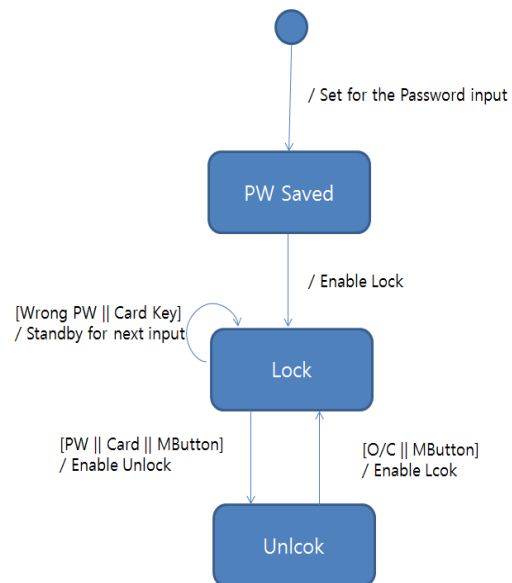 / Set for the Password input
PW Saved
/ Enable Lock
[Wrong PW || Card Key]
/ Standby for next input
Lock
[PW || Card || MButton]
/ Enable Unlock
[O/C || MButton]
/ Enable Lcok
Unlcok